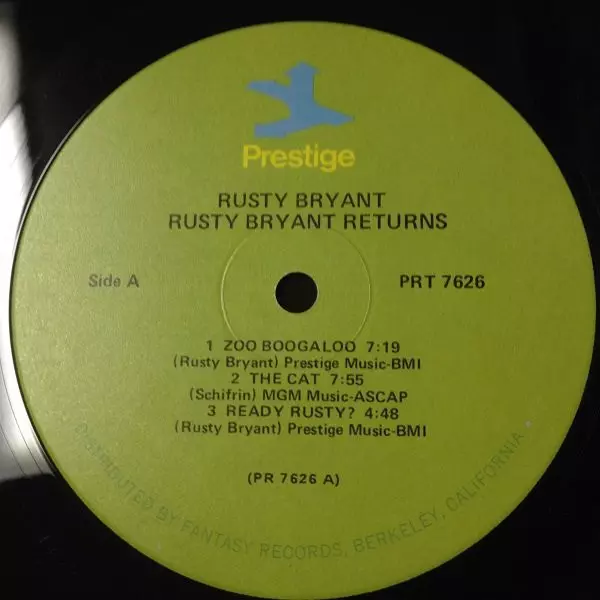 Prestige
RUSTY BRYANT
RUSTY BRYANT RETURNS
Side A
PRT 7626
1 ZOO BOOGALOO 7:19
(Rusty Bryant) Prestige Music-BMI
2 THE CAT 7:55
(Schifrin) MGM Music-ASCAP
3 READY RUSTY? 4:48
(Rusty Bryant) Prestige Music-BMI
(PR 7626 A)
DISTRIBUTED BY FANTASY RECORDS, BERKELEY, CALIFORNIA